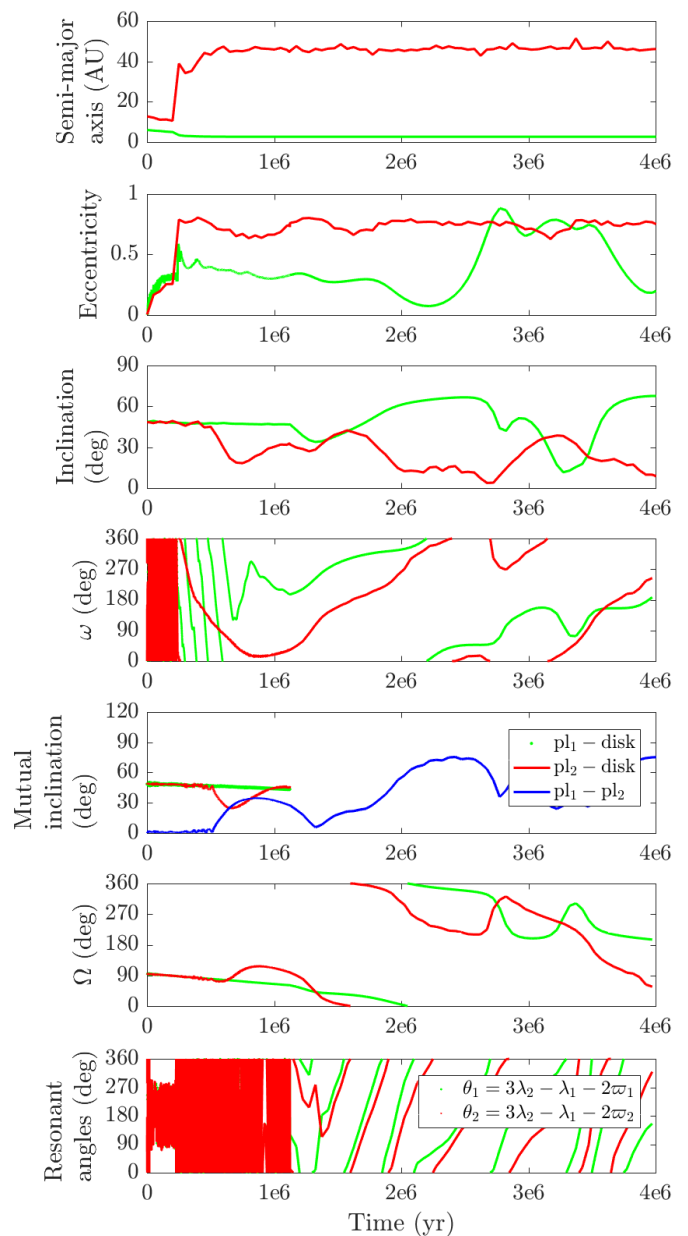 60
40
20
0
Semi-major
axis (AU)
0 1e6 2e6 3e6 4e6
1
0.5
0
Eccentricity
0 1e6 2e6 3e6 4e6
90
60
30
0
Inclination
(deg)
0 1e6 2e6 3e6 4e6
360
270
180
90
0
ω (deg)
0 1e6 2e6 3e6 4e6
120
90
60
30
0
Mutual
inclination
(deg)
pl₁ − disk
pl₂ − disk
pl₁ − pl₂
0 1e6 2e6 3e6 4e6
360
270
180
90
0
Ω (deg)
0 1e6 2e6 3e6 4e6
360
270
180
90
0
Resonant
angles (deg)
θ₁ = 3λ₂ − λ₁ − 2ϖ₁
θ₂ = 3λ₂ − λ₁ − 2ϖ₂
0 1e6 2e6 3e6 4e6
Time (yr)